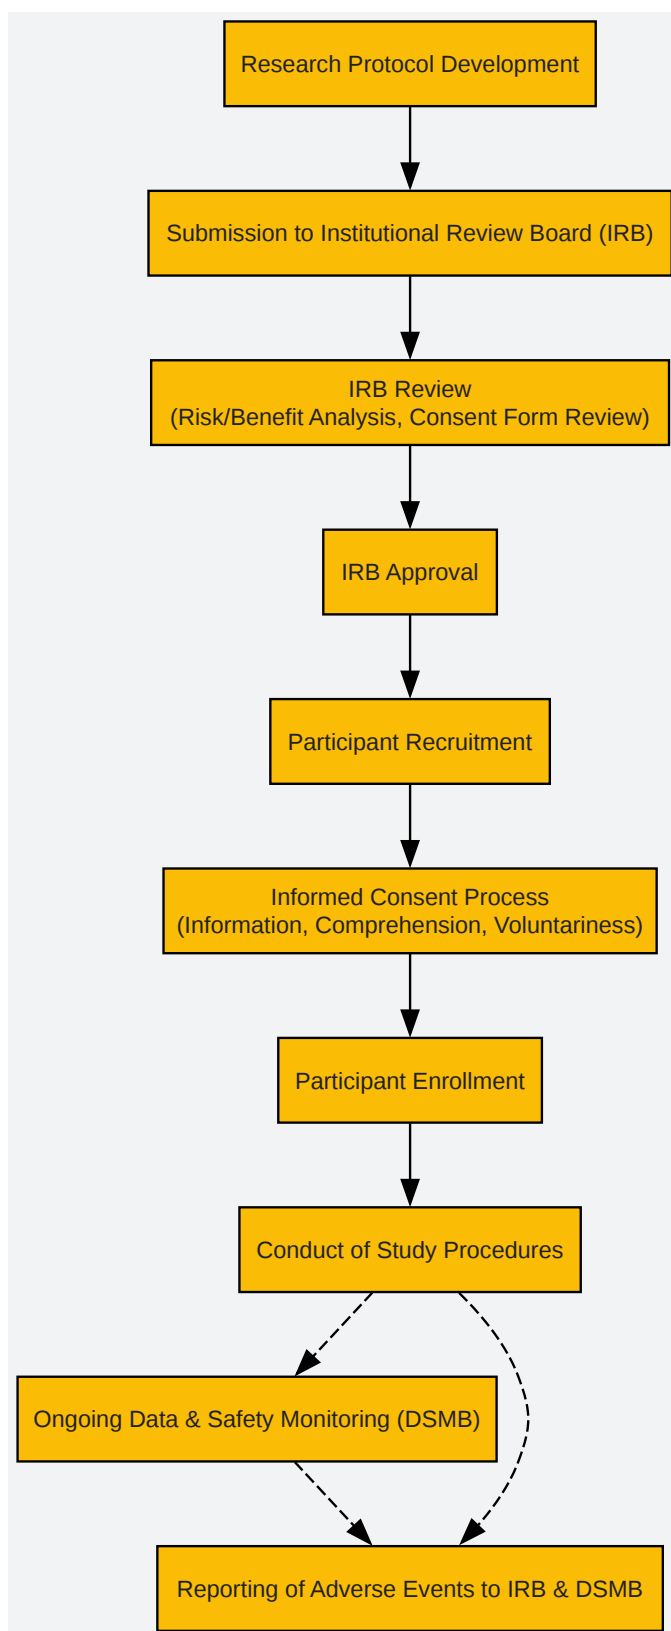 Research Protocol Development
Submission to Institutional Review Board (IRB)
IRB Review
(Risk/Benefit Analysis, Consent Form Review)
IRB Approval
Participant Recruitment
Informed Consent Process
(Information, Comprehension, Voluntariness)
Participant Enrollment
Conduct of Study Procedures
Ongoing Data & Safety Monitoring (DSMB)
Reporting of Adverse Events to IRB & DSMB